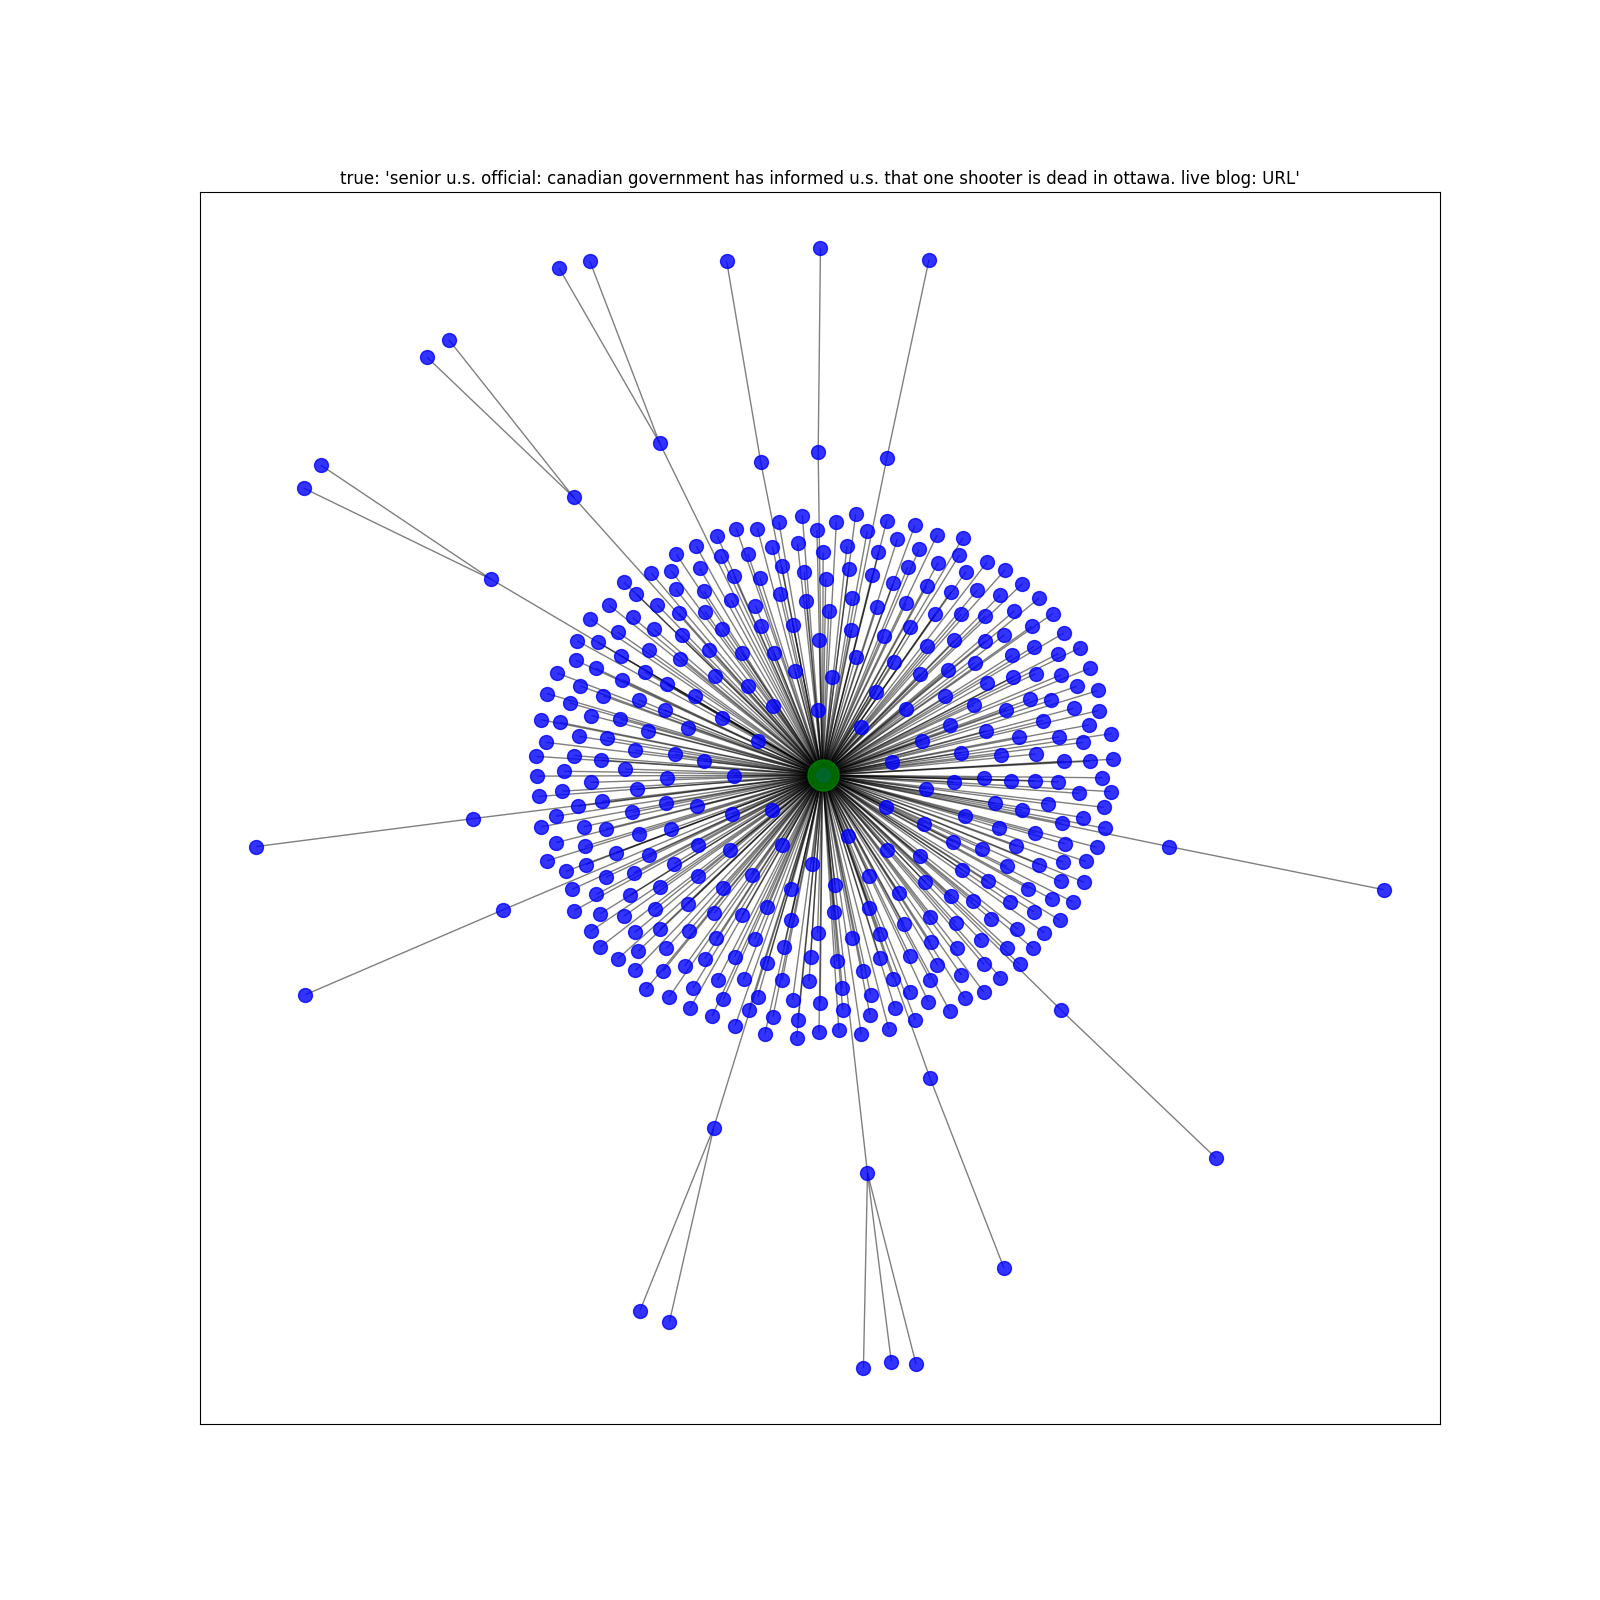 true: 'senior u.s. official: canadian government has informed u.s. that one shooter is dead in ottawa. live blog: URL'